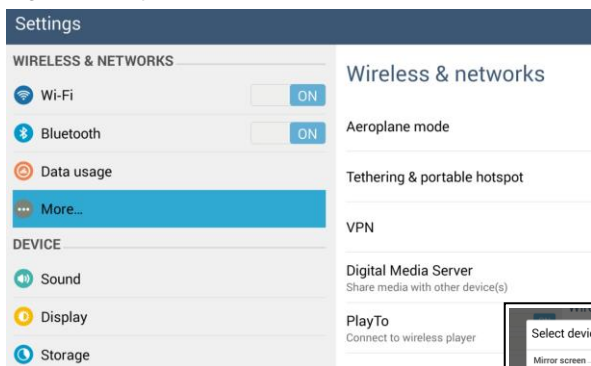 Settings
WIRELESS & NETWORKS
Wi-Fi
ON
Bluetooth
ON
Data usage
More...
DEVICE
Sound
Display
Storage
Wireless & networks
Aeroplane mode
Tethering & portable hotspot
VPN
Digital Media Server
Share media with other device(s)
PlayTo
Connect to wireless player
Select
Mirror screen